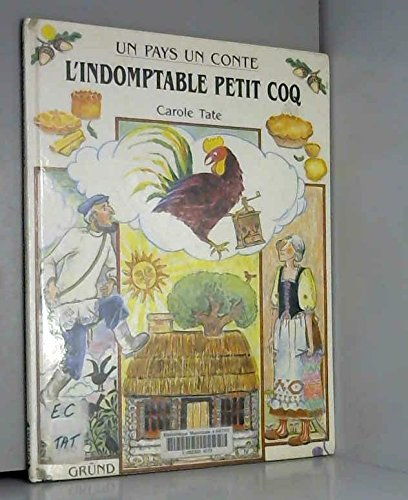 UN PAYS UN CONTE
L'INDOMPTABLE PETIT COQ
Carole Tate
EC
TAT
GRÜND